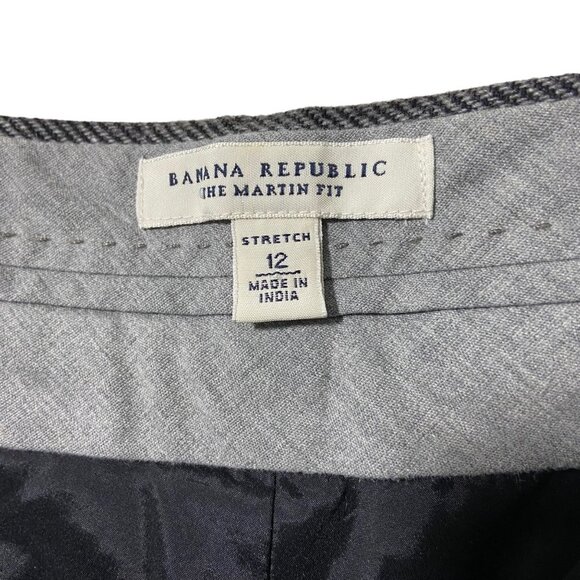 BANANA REPUBLIC
THE MARTIN FIT
STRETCH
12
MADE IN
INDIA